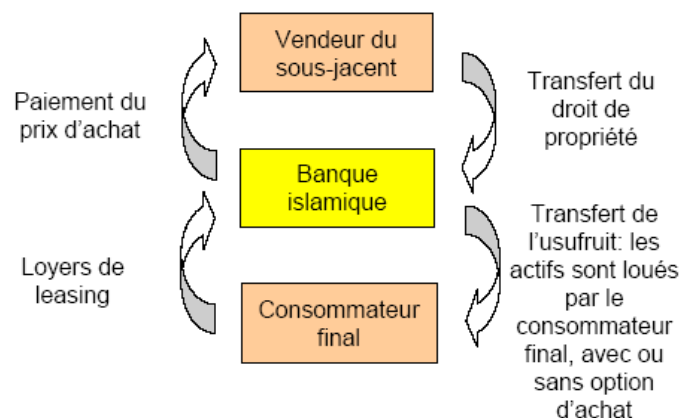 Vendeur du
sous-jacent
Paiement du
prix d’achat
Transfert du
droit de
propriété
Banque
islamique
Loyers de
leasing
Transfert de
l’usufruit: les
actifs sont loués
par le
consommateur
final, avec ou
sans option
d’achat
Consommateur
final